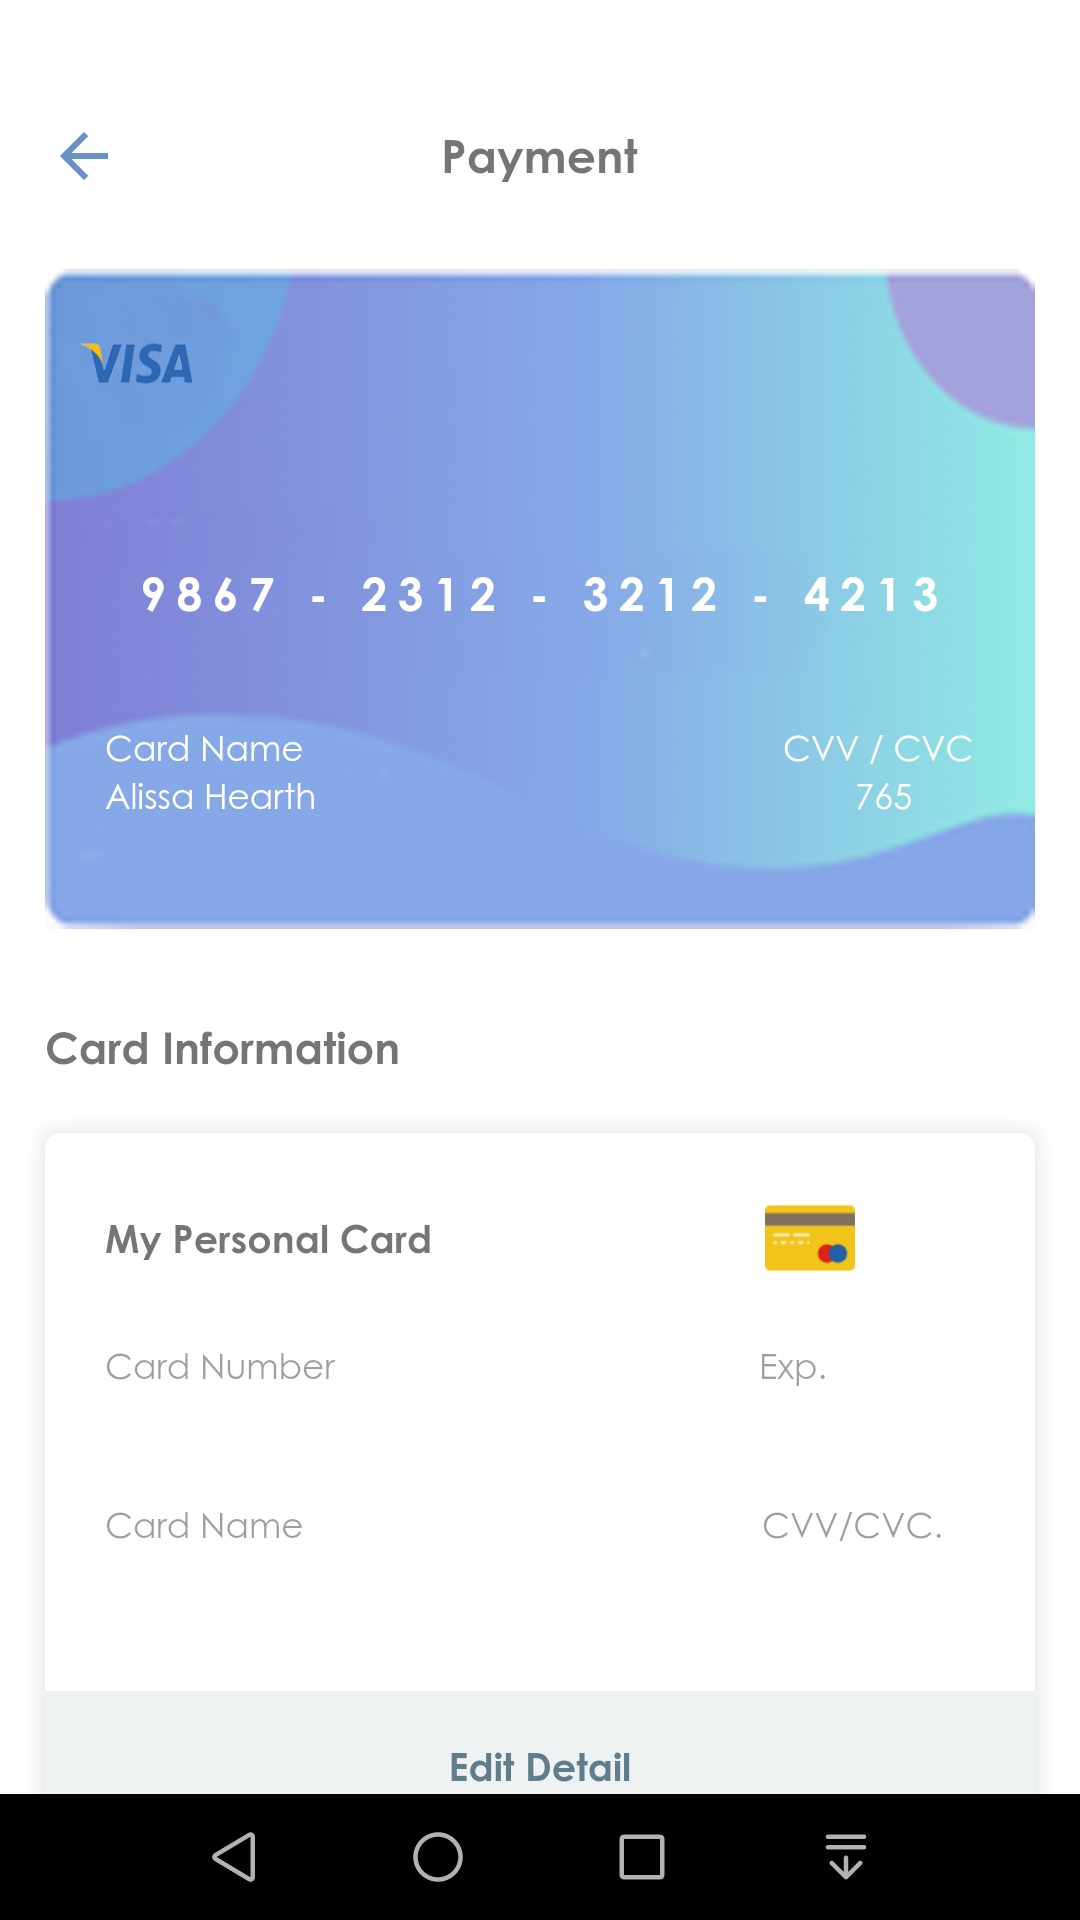 Payment
VISA
9867 - 2312 - 3212 - 4213
Card Name
Alissa Hearth
CVV / CVC
765
Card Information
My Personal Card
Card Number
Exp.
Card Name
CVV/CVC.
Edit Detail